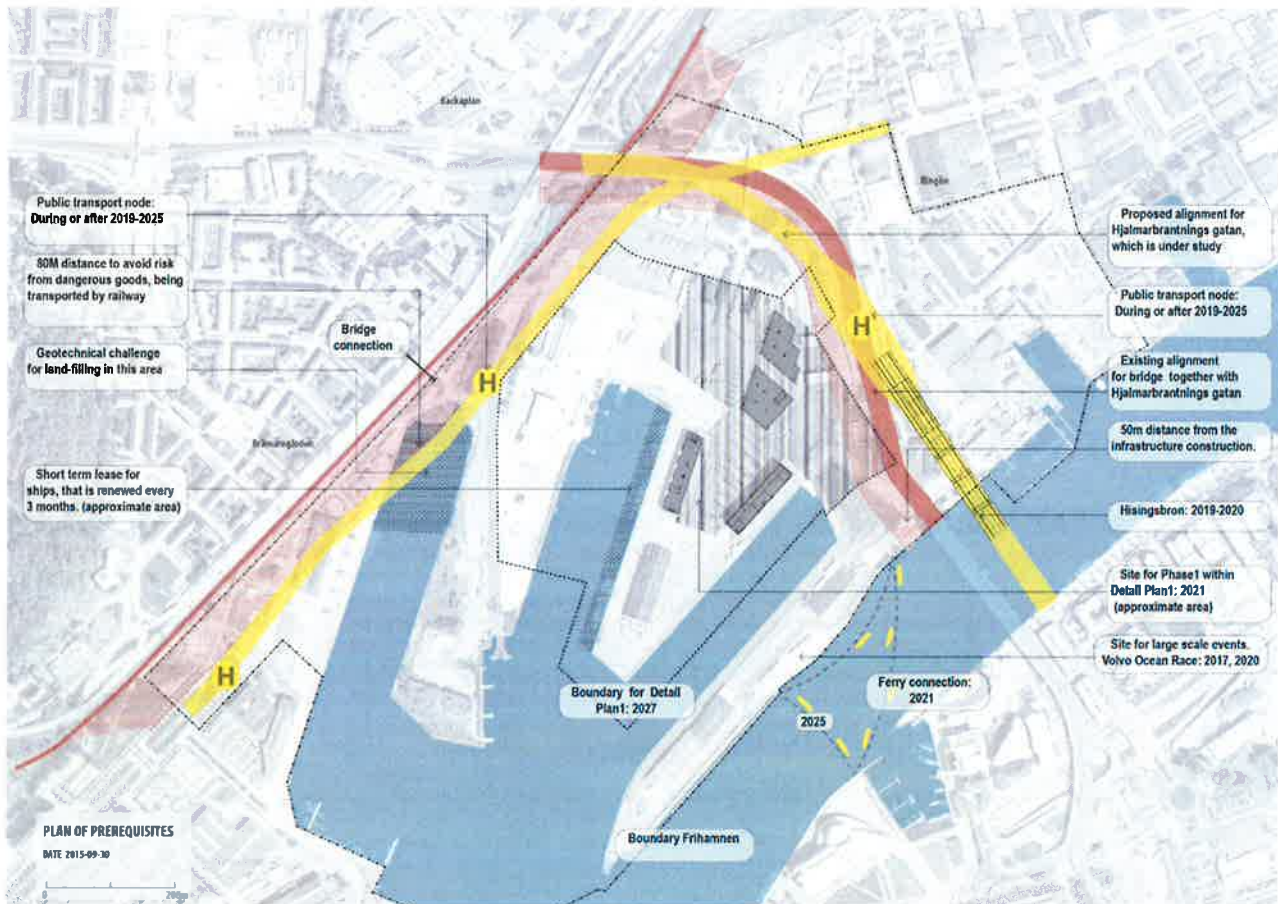 Backaplan
Ringön
Public transport node:
During or after 2019-2025
80M distance to avoid risk
from dangerous goods, being
transported by railway
Bridge
connection
Geotechnical challenge
for land-filling in this area
Short term lease for
ships, that is renewed every
3 months. (approximate area)
H
H
H
Proposed alignment for
Hjalmarbrantnings gatan,
which is under study
Public transport node:
During or after 2019-2025
Existing alignment
for bridge together with
Hjalmarbrantnings gatan
50m distance from the
infrastructure construction.
Hisingsbron: 2019-2020
Site for Phase1 within
Detail Plan1: 2021
(approximate area)
Site for large scale events.
Volvo Ocean Race: 2017, 2020
Boundary for Detail
Plan1: 2027
Ferry connection:
2021
2025
Boundary Frihamnen
PLAN OF PREREQUISITES
DATE 2015-09-30
0 200m